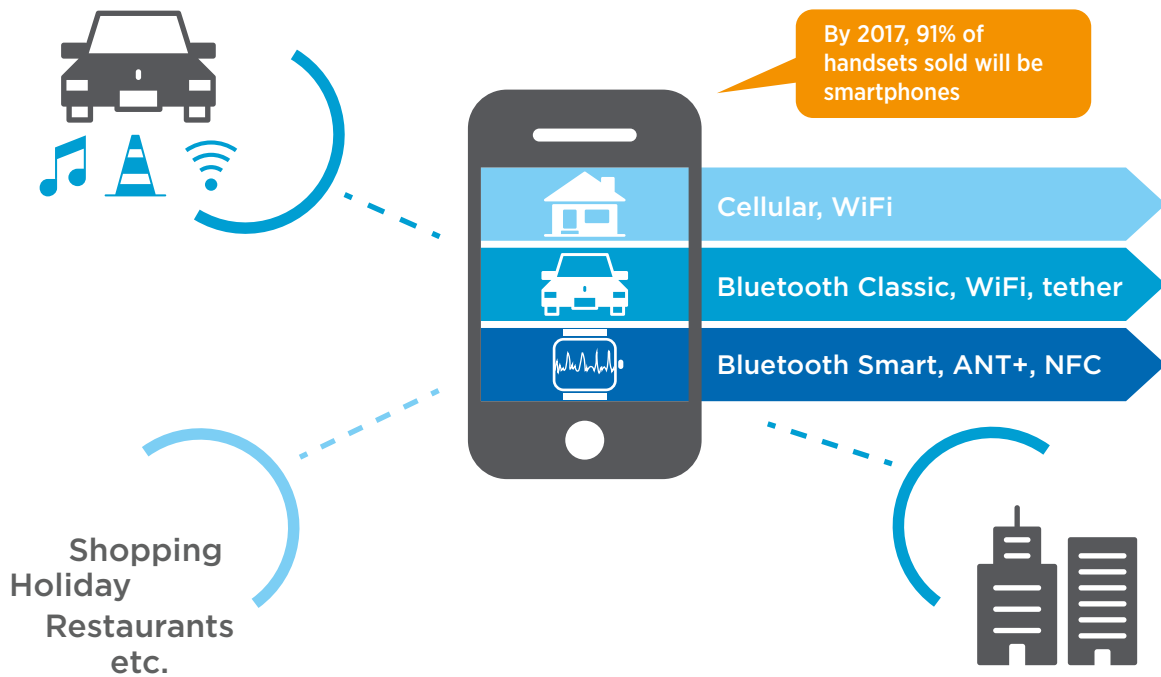 By 2017, 91% of
handsets sold will be
smartphones
Cellular, WiFi
Bluetooth Classic, WiFi, tether
Bluetooth Smart, ANT+, NFC
Shopping
Holiday
Restaurants
etc.